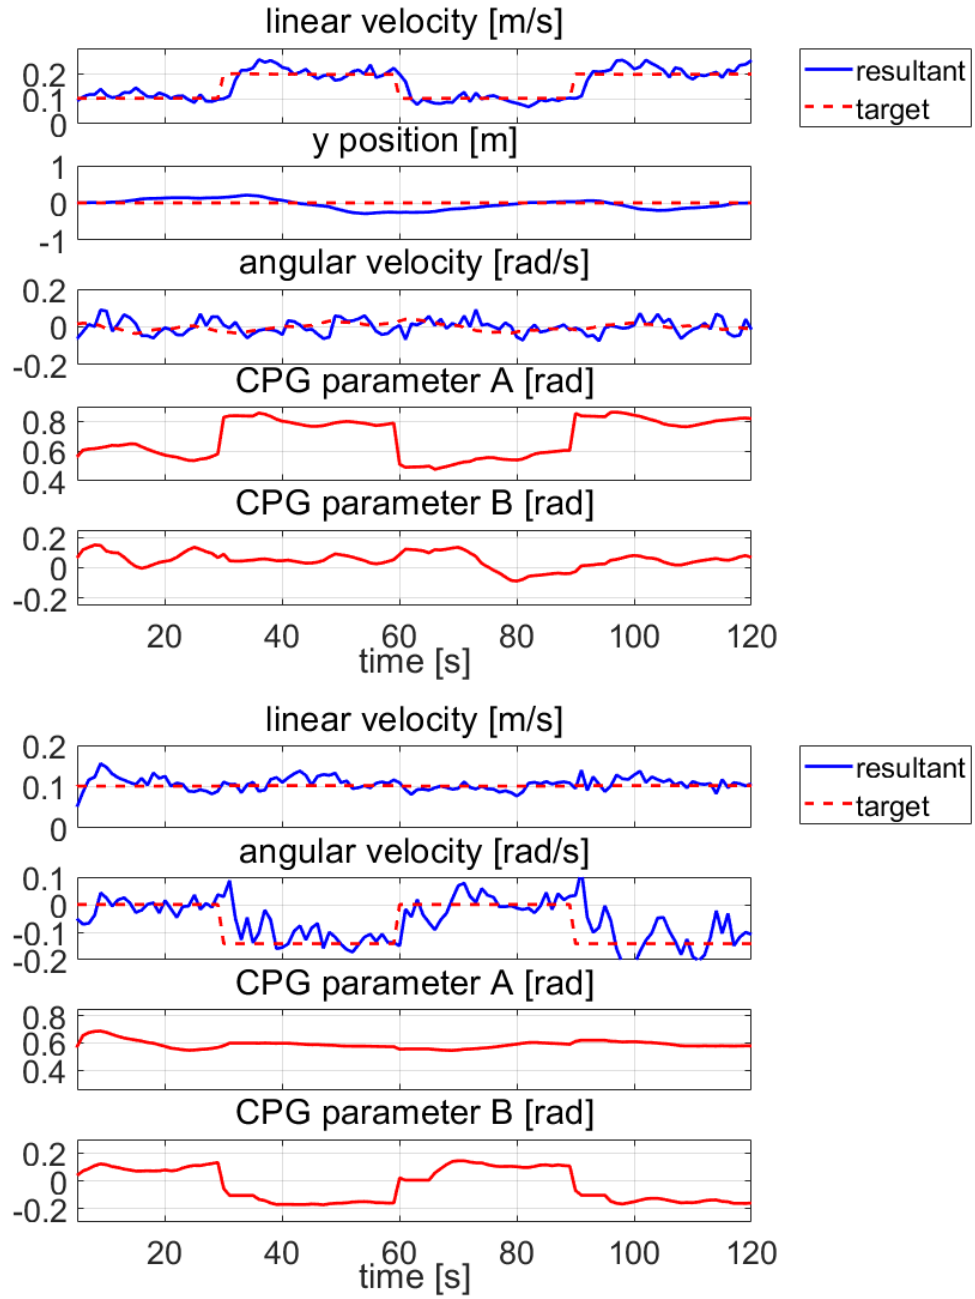 linear velocity [m/s]
0.2
0.1
0
resultant
target
y position [m]
1
0
-1
angular velocity [rad/s]
0.2
0
-0.2
CPG parameter A [rad]
0.8
0.6
0.4
CPG parameter B [rad]
0.2
0
-0.2
20 40 60 80 100 120
time [s]
linear velocity [m/s]
0.2
0.1
0
resultant
target
angular velocity [rad/s]
0.1
0
-0.1
-0.2
CPG parameter A [rad]
0.8
0.6
0.4
CPG parameter B [rad]
0.2
0
-0.2
20 40 60 80 100 120
time [s]